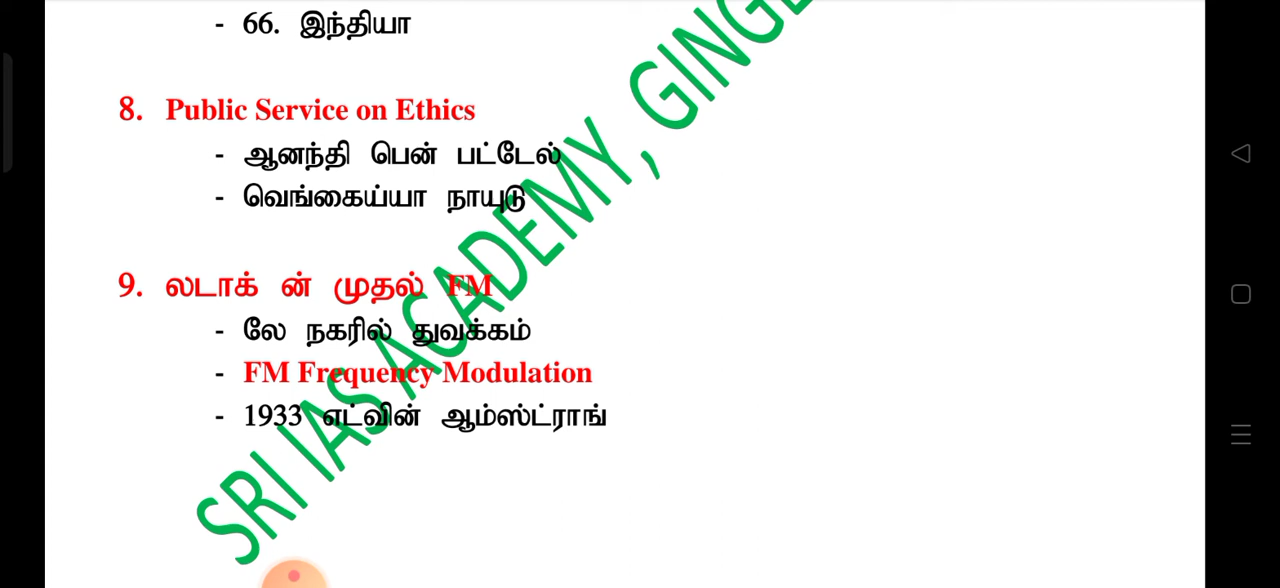 - 66. இந்தியா
8. Public Service on Ethics
- ஆனந்தி பென் பட்டேல்
- வெங்கைய்யா நாயுடு
9. லடாக் ன் முதல் FM
- லே நகரில் துவக்கம்
- FM Frequency Modulation
- 1933 எட்வின் ஆம்ஸ்ட்ராங்
SRI IAS ACADEMY, GINGE